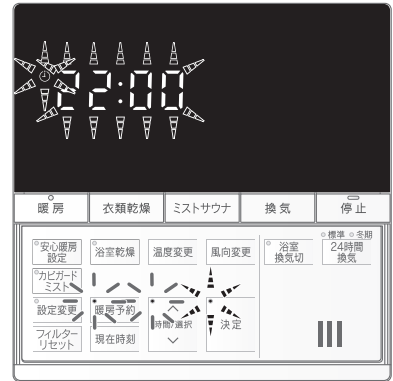 22:00
暖房
衣類乾燥
ミストサウナ
換気
停止
標準 冬期
安心暖房
設定
浴室乾燥
温度変更
風向変更
浴室
換気切
24時間
換気
カビガード
ミスト
設定変更
暖房予約
時間/選択
決定
フィルター
リセット
現在時刻